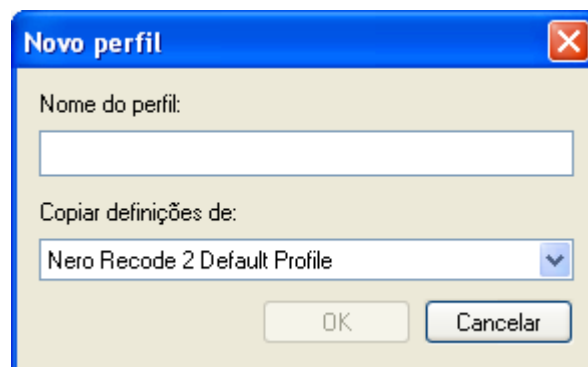 Novo perfil
Nome do perfil:
Copiar definições de:
Nero Recode 2 Default Profile
OK Cancelar